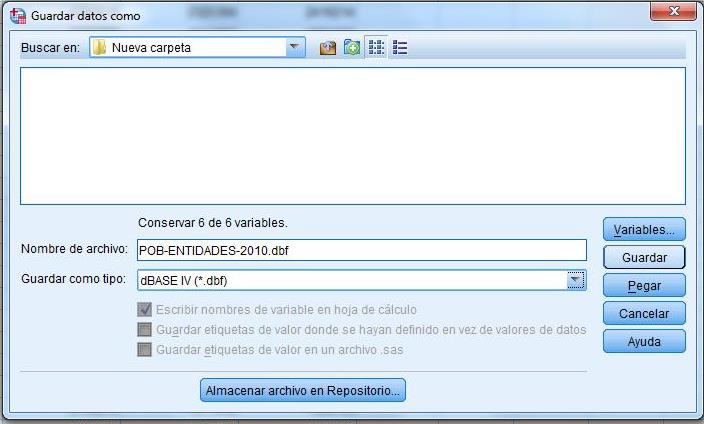 Guardar datos como
Buscar en: Nueva carpeta
Conservar 6 de 6 variables.
Nombre de archivo: POB-ENTIDADES-2010.dbf
Guardar como tipo: dBASE IV (*.dbf)
Escribir nombres de variable en hoja de cálculo
Guardar etiquetas de valor donde se hayan definido en vez de valores de datos
Guardar etiquetas de valor en un archivo .sas
Variables...
Guardar
Pegar
Cancelar
Ayuda
Almacenar archivo en Repositorio...